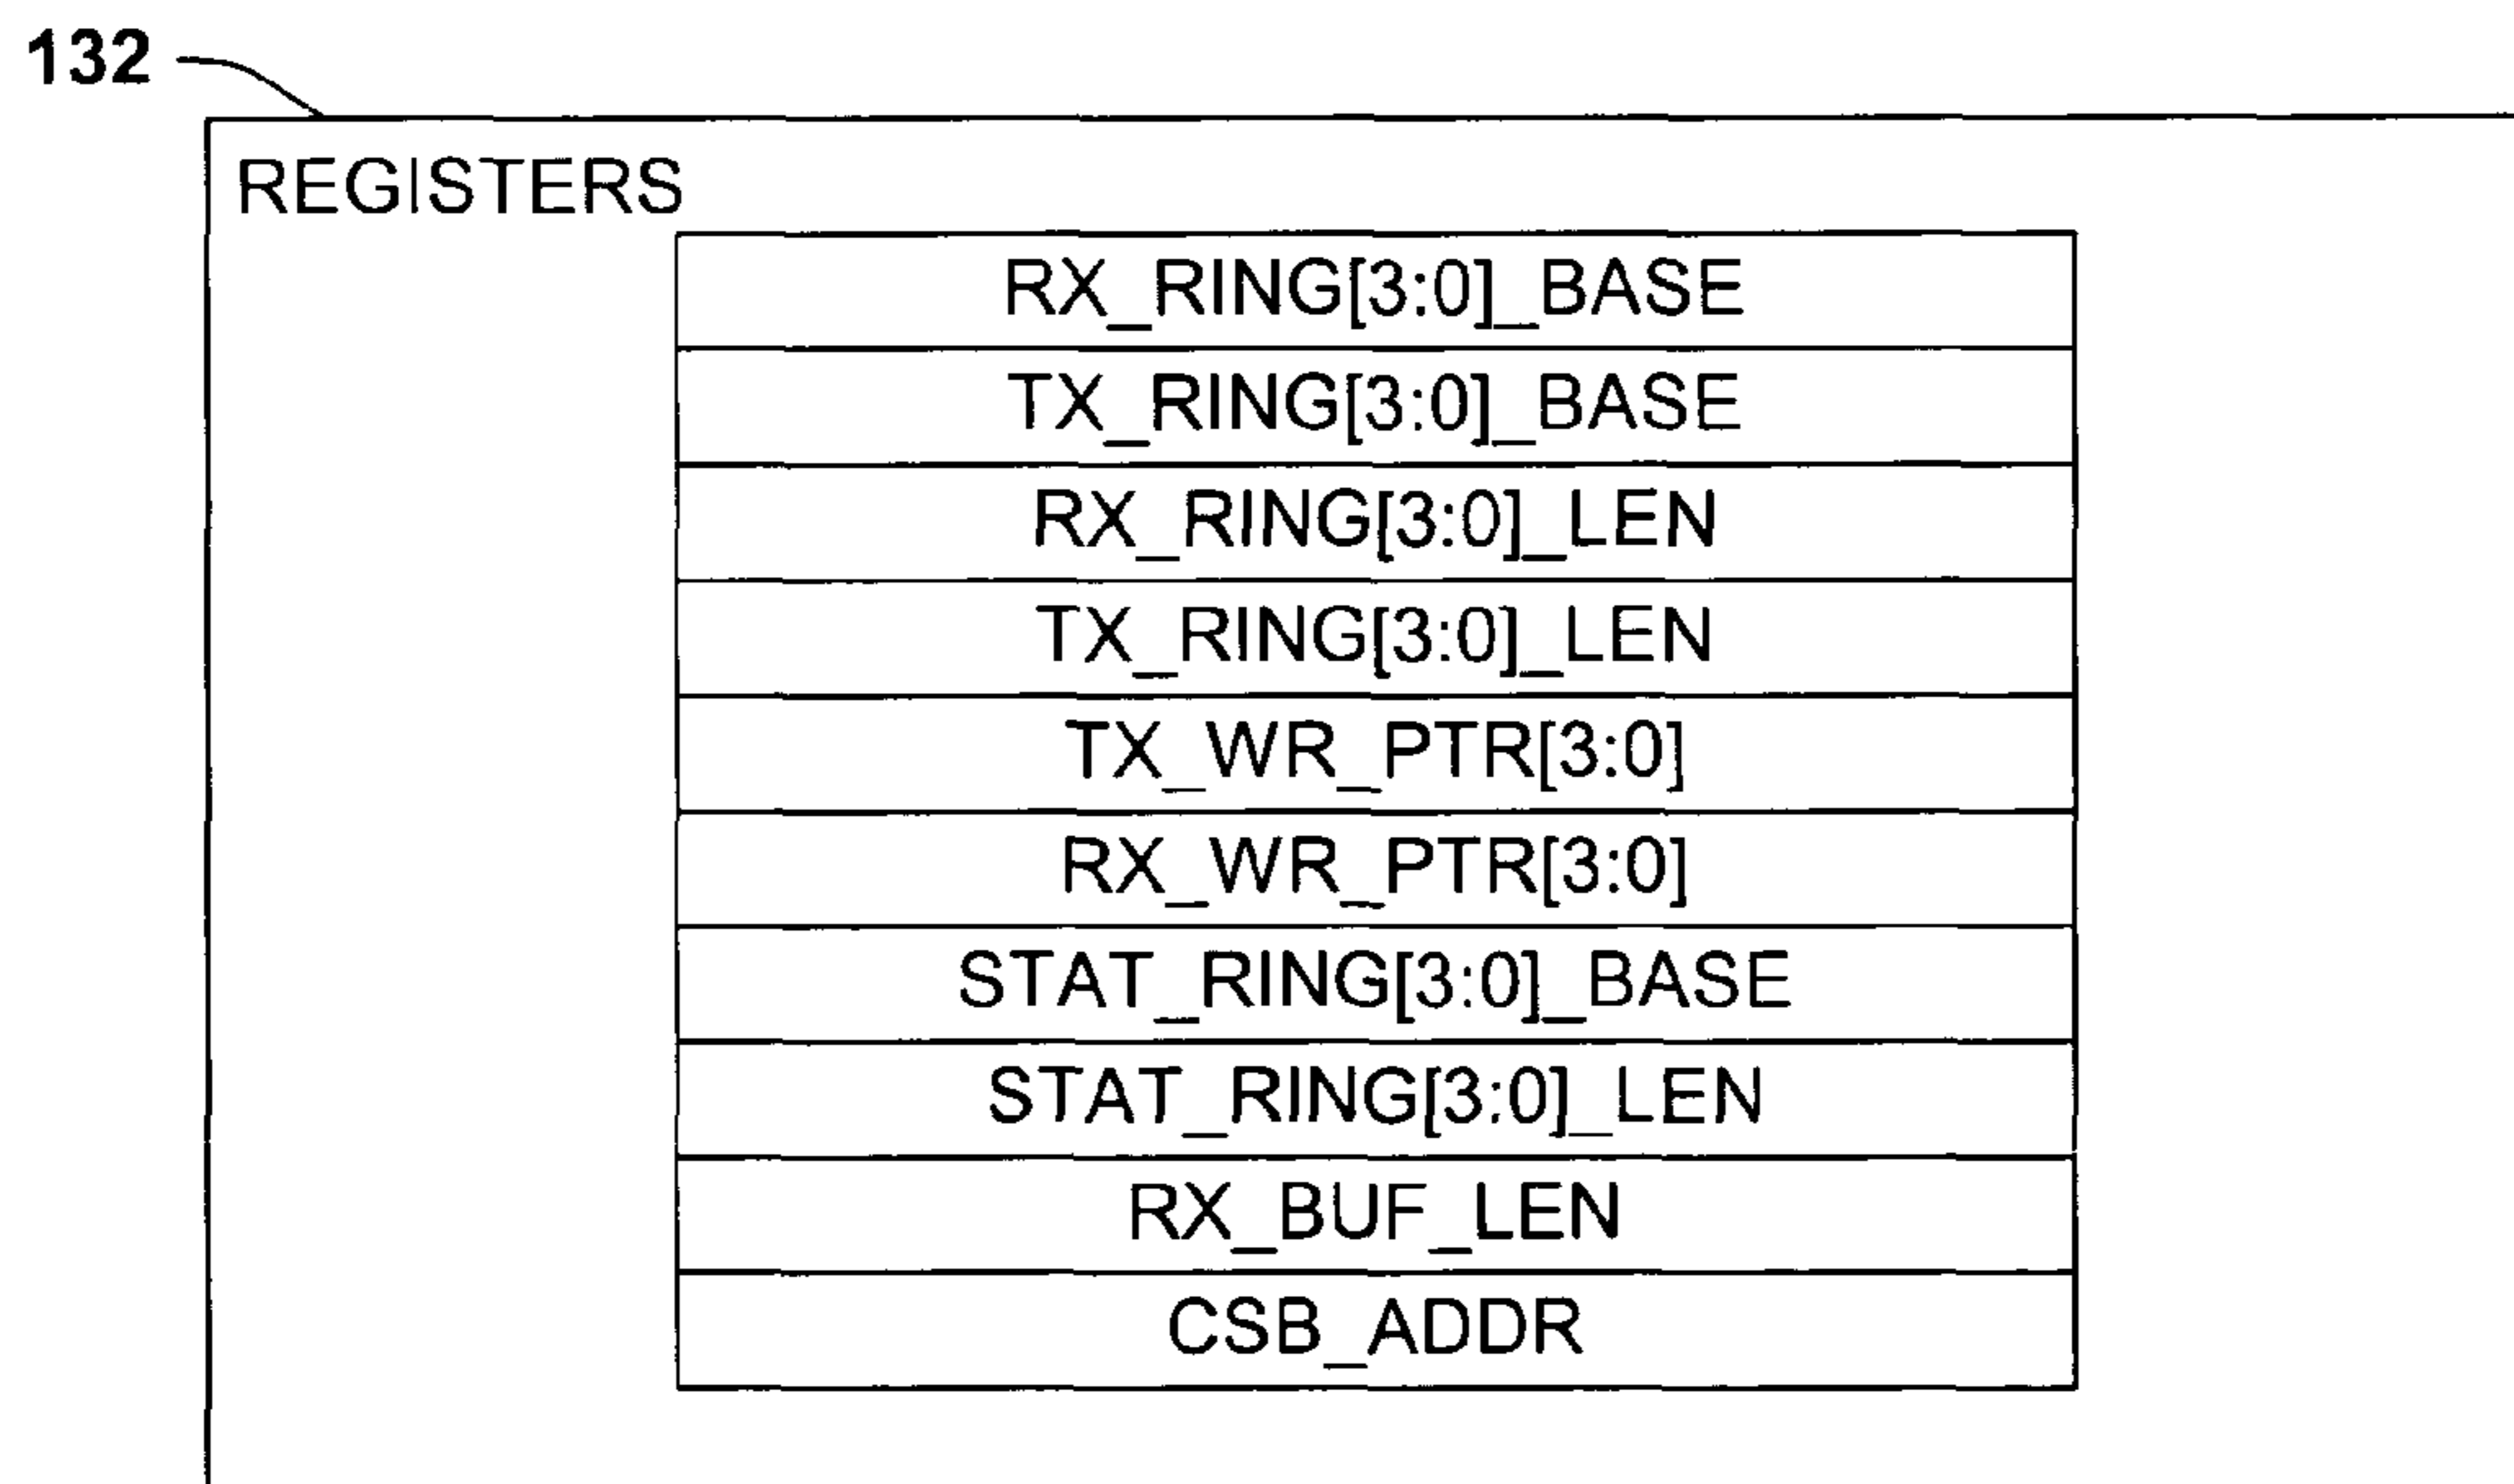 132
REGISTERS
RX_RING[3:0]_BASE
TX_RING[3:0]_BASE
RX_RING[3:0]_LEN
TX_RING[3:0]_LEN
TX_WR_PTR[3:0]
RX_WR_PTR[3:0]
STAT_RING[3:0]_BASE
STAT_RING[3:0]_LEN
RX_BUF_LEN
CSB_ADDR